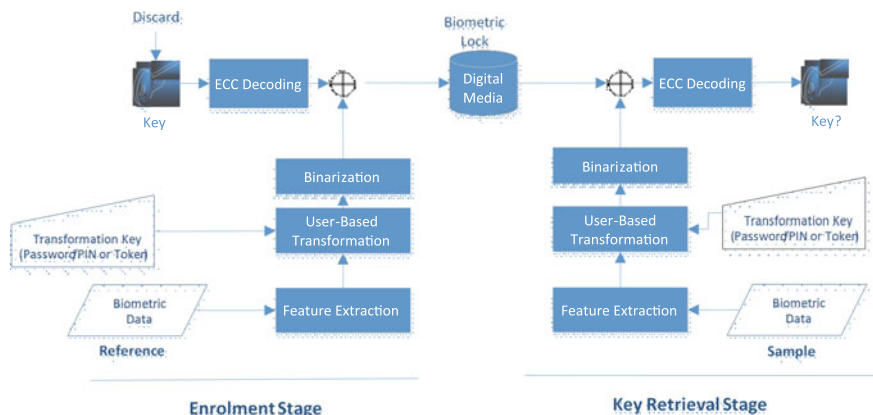 Discard
Key
ECC Decoding
Biometric
Lock
Digital
Media
ECC Decoding
Key?
Binarization
User-Based
Transformation
Transformation Key
(Password/PIN or Token)
Feature Extraction
Biometric
Data
Reference
Enrolment Stage
Binarization
User-Based
Transformation
Transformation Key
(Password/PIN or Token)
Feature Extraction
Biometric
Data
Sample
Key Retrieval Stage